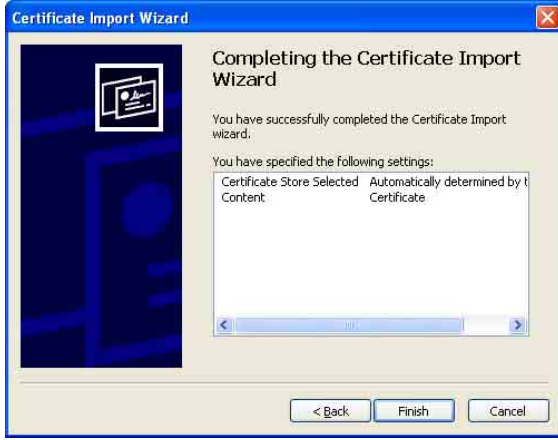 Certificate Import Wizard
Completing the Certificate Import
Wizard
You have successfully completed the Certificate Import
wizard.
You have specified the following settings:
Certificate Store Selected Automatically determined by t
Content Certificate
< Back Finish Cancel